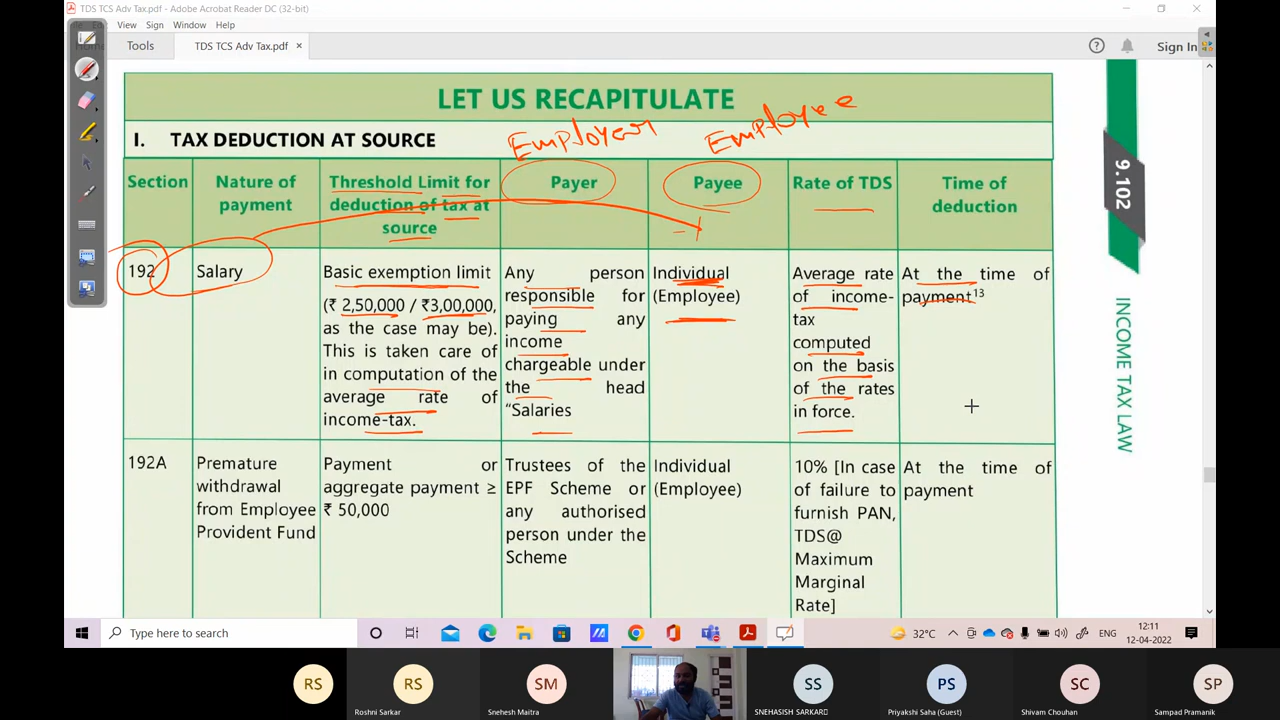 TDS TCS Adv Tax.pdf - Adobe Acrobat Reader DC (32-bit)
View Sign Window Help
Tools TDS TCS Adv Tax.pdf × Sign In
LET US RECAPITULATE
I. TAX DEDUCTION AT SOURCE
Employer Employee
Section
Nature of
payment
Threshold Limit for
deduction of tax at
source
Payer
Payee
Rate of TDS
Time of
deduction
192
Salary
Basic exemption limit
(₹ 2,50,000 / ₹3,00,000,
as the case may be).
This is taken care of
in computation of the
average rate of
income-tax.
Any person
responsible for
paying any
income
chargeable under
the head
“Salaries
Individual
(Employee)
Average rate
of income-
tax
computed
on the basis
of the rates
in force.
At the time of
payment13
192A
Premature
withdrawal
from Employee
Provident Fund
Payment or
aggregate payment ≥
₹ 50,000
Trustees of the
EPF Scheme or
any authorised
person under the
Scheme
Individual
(Employee)
10% [In case
of failure to
furnish PAN,
TDS@
Maximum
Marginal
Rate]
At the time of
payment
9.102
INCOME TAX LAW
Type here to search
32°C
ENG
12:11
12-04-2022
RS
RS
Roshni Sarkar
SM
Snehesh Maitra
SS
SNEHASISH SARKAR
PS
Priyakshi Saha (Guest)
SC
Shivam Chouhan
SP
Sampad Pramanik